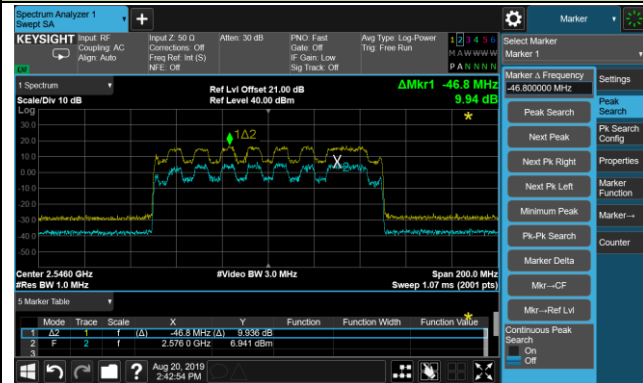 Spectrum Analyzer 1
Swept SA
+
Marker
KEYSIGHT Input: RF
Coupling: AC
Align: Auto
Input Z: 50 Ω
Corrections: Off
Freq Ref: Int (S)
NFE: Off
Atten: 30 dB
PNO: Fast
Gate: Off
IF Gain: Low
Sig Track: Off
Avg Type: Log-Power
Trig: Free Run
1 2 3 4 5 6
M A W W W W
P A N N N N
LXI
Select Marker
Marker 1
1 Spectrum
Scale/Div 10 dB
Log
Ref Lvl Offset 21.00 dB
Ref Level 40.00 dBm
ΔMkr1 -46.8 MHz
9.94 dB
30.0
20.0
10.0
0.00
-10.0
-20.0
-30.0
-40.0
-50.0
1Δ2
X2
Center 2.5460 GHz
#Res BW 1.0 MHz
#Video BW 3.0 MHz
Span 200.0 MHz
Sweep 1.07 ms (2001 pts)
5 Marker Table
Mode Trace Scale X Y Function Function Width Function Value
1 Δ2 1 f (Δ) -46.8 MHz (Δ) 9.936 dB
2 F 2 f 2.576 0 GHz 6.941 dBm
3
Marker Δ Frequency
-46.800000 MHz
Peak Search
Next Peak
Next Pk Right
Next Pk Left
Minimum Peak
Pk-Pk Search
Marker Delta
Mkr→CF
Mkr→Ref Lvl
Continuous Peak
Search
On
Off
Settings
Peak
Search
Pk Search
Config
Properties
Marker
Function
Marker→
Counter
?
Aug 20, 2019
2:42:54 PM